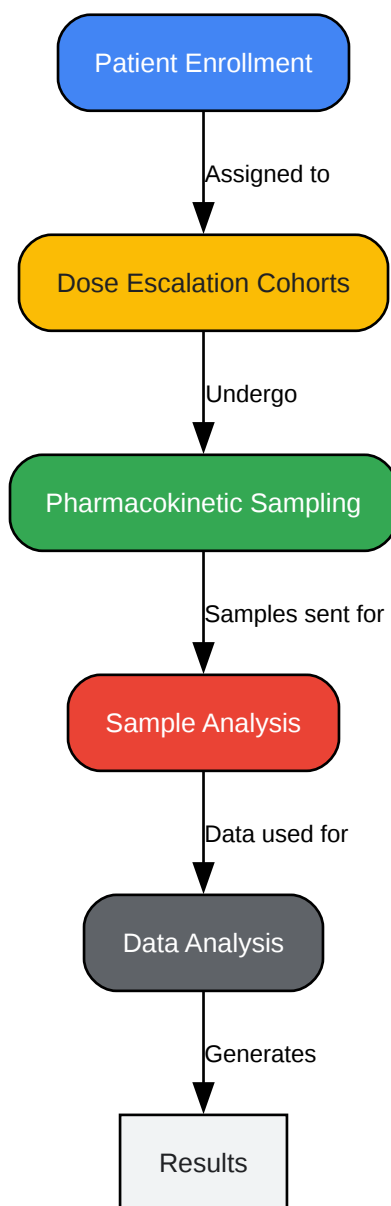 Patient Enrollment
Assigned to
Dose Escalation Cohorts
Undergo
Pharmacokinetic Sampling
Samples sent for
Sample Analysis
Data used for
Data Analysis
Generates
Results